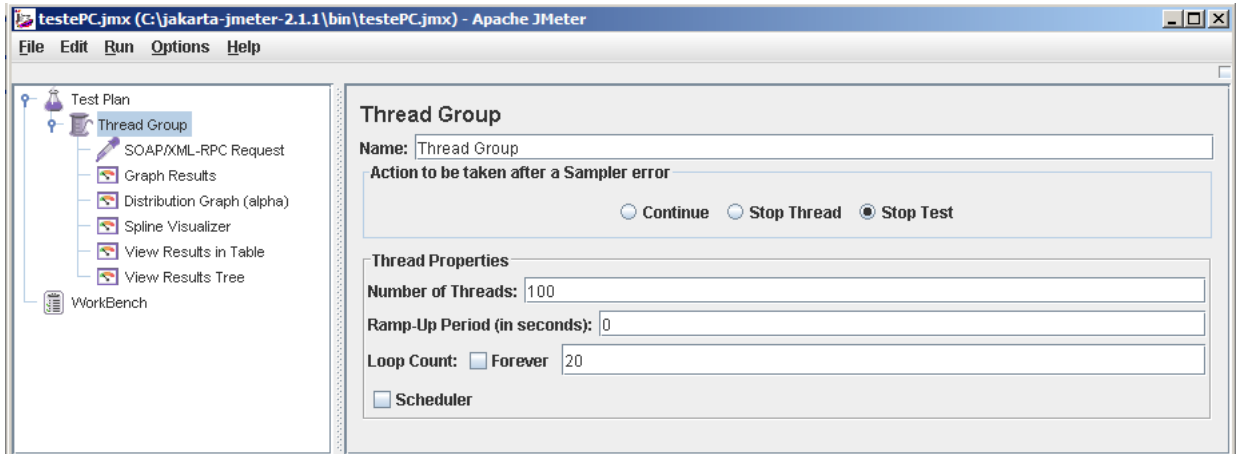 testePC.jmx (C:\jakarta-jmeter-2.1.1\bin\testePC.jmx) - Apache JMeter
File Edit Run Options Help
Test Plan
Thread Group
SOAP/XML-RPC Request
Graph Results
Distribution Graph (alpha)
Spline Visualizer
View Results in Table
View Results Tree
WorkBench
Thread Group
Name: Thread Group
Action to be taken after a Sampler error
Continue Stop Thread Stop Test
Thread Properties
Number of Threads: 100
Ramp-Up Period (in seconds): 0
Loop Count: Forever 20
Scheduler